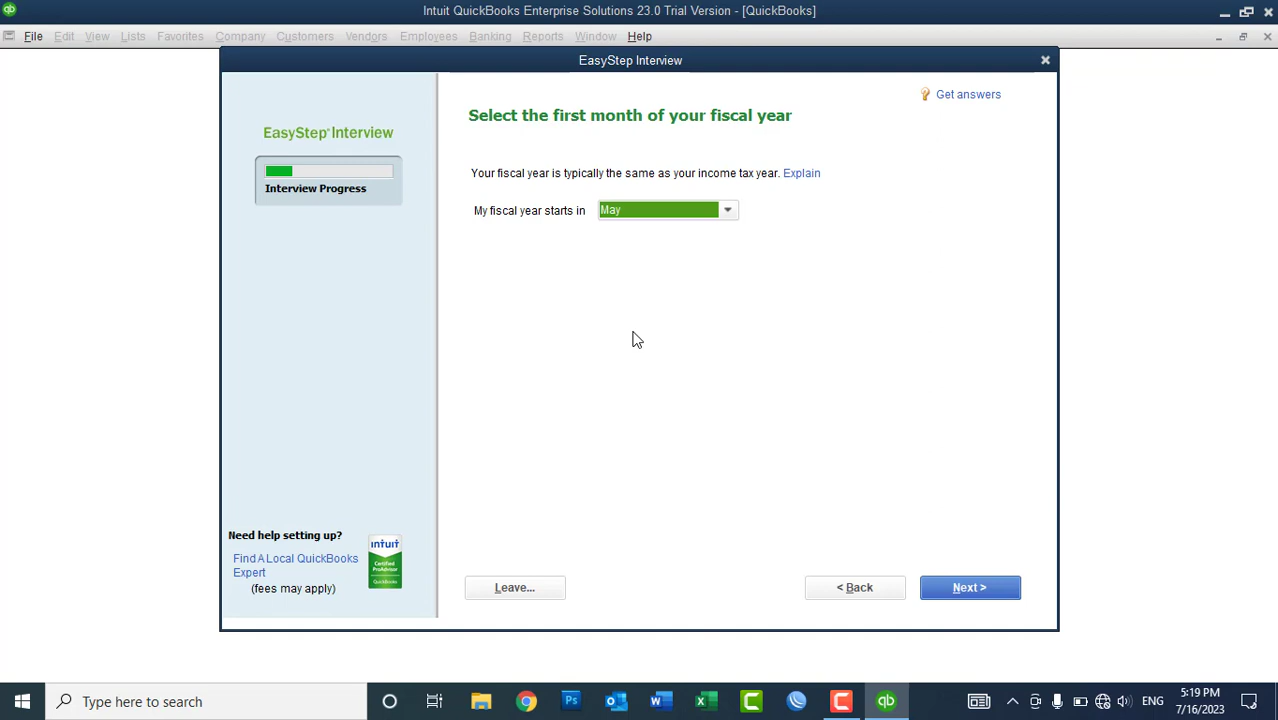 Intuit QuickBooks Enterprise Solutions 23.0 Trial Version - [QuickBooks]
File Edit View Lists Favorites Company Customers Vendors Employees Banking Reports Window Help
EasyStep Interview
Get answers
Select the first month of your fiscal year
EasyStep® Interview
Interview Progress
Your fiscal year is typically the same as your income tax year. Explain
My fiscal year starts in May
Need help setting up?
Find A Local QuickBooks
Expert
(fees may apply)
INTUIT
Certified
ProAdvisor
QuickBooks
Leave... < Back Next >
Type here to search
ENG
5:19 PM
7/16/2023